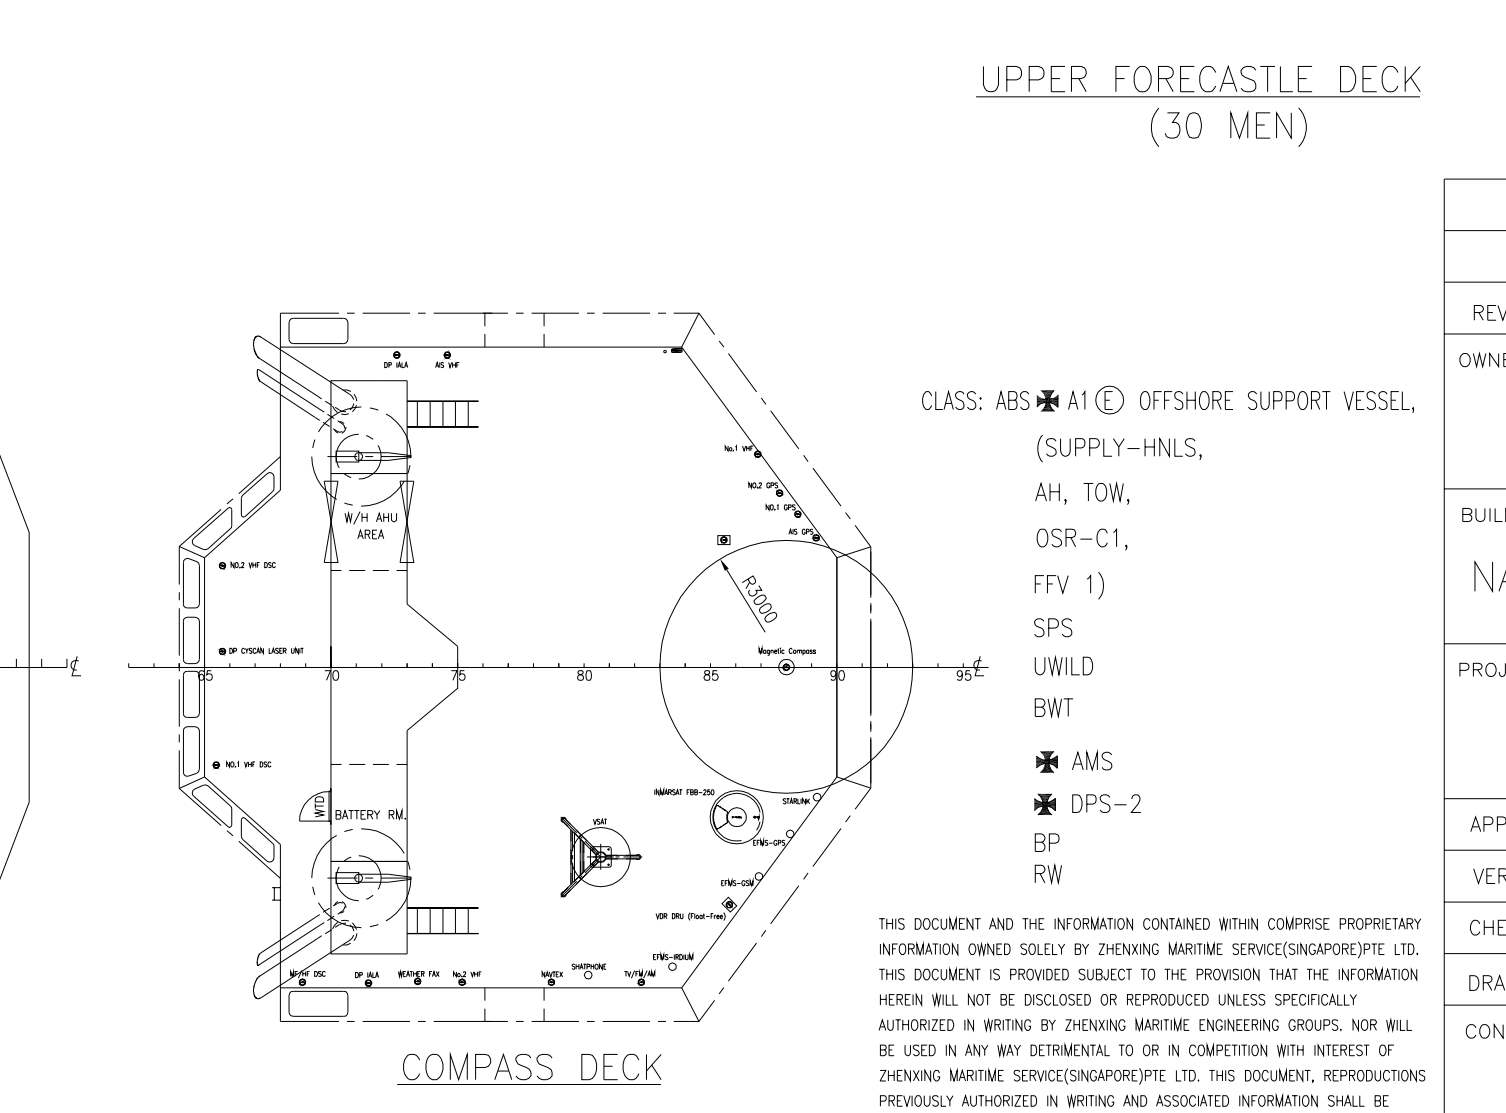 UPPER FORECASTLE DECK
(30 MEN)
REV
OWNE
BUIL
NA
PROJ
APP
VER
CHE
DRA
CON
DP IALA
AIS VHF
No.1 VHF
NO.2 GPS
NO.1 GPS
AIS GPS
W/H AHU
AREA
NO.2 VHF DSC
R3000
DP CYSCAN LASER UNIT
Magnetic Compass
65
70
75
80
85
90
95
NO.1 VHF DSC
WTD
BATTERY RM.
INMARSAT FBB-250
STARLINK
VSAT
EFMS-GPS
EFMS-GSM
VDR DRU (Float-Free)
EFMS-IRDIUM
SHATPHONE
MF/HF DSC
DP IALA
WEATHER FAX
No.2 VHF
NAVTEX
TV/FM/AM
COMPASS DECK
CLASS: ABS ✠ A1 Ⓔ OFFSHORE SUPPORT VESSEL,
(SUPPLY-HNLS,
AH, TOW,
OSR-C1,
FFV 1)
SPS
UWILD
BWT
✠ AMS
✠ DPS-2
BP
RW
THIS DOCUMENT AND THE INFORMATION CONTAINED WITHIN COMPRISE PROPRIETARY
INFORMATION OWNED SOLELY BY ZHENXING MARITIME SERVICE(SINGAPORE)PTE LTD.
THIS DOCUMENT IS PROVIDED SUBJECT TO THE PROVISION THAT THE INFORMATION
HEREIN WILL NOT BE DISCLOSED OR REPRODUCED UNLESS SPECIFICALLY
AUTHORIZED IN WRITING BY ZHENXING MARITIME ENGINEERING GROUPS. NOR WILL
BE USED IN ANY WAY DETRIMENTAL TO OR IN COMPETITION WITH INTEREST OF
ZHENXING MARITIME SERVICE(SINGAPORE)PTE LTD. THIS DOCUMENT, REPRODUCTIONS
PREVIOUSLY AUTHORIZED IN WRITING AND ASSOCIATED INFORMATION SHALL BE